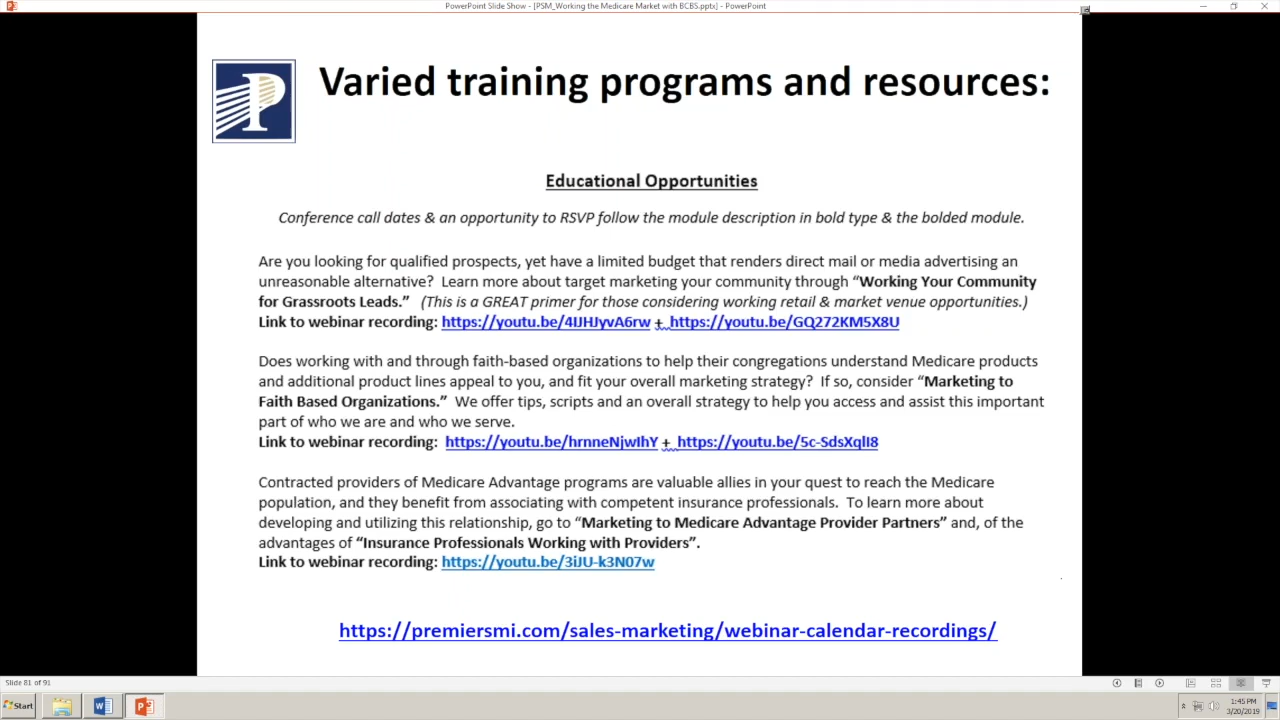 PowerPoint Slide Show - [PSM_Working the Medicare Market with BCBS.pptx] - PowerPoint
P
Varied training programs and resources:
Educational Opportunities
Conference call dates & an opportunity to RSVP follow the module description in bold type & the bolded module.
Are you looking for qualified prospects, yet have a limited budget that renders direct mail or media advertising an
unreasonable alternative? Learn more about target marketing your community through “Working Your Community
for Grassroots Leads.” (This is a GREAT primer for those considering working retail & market venue opportunities.)
Link to webinar recording: https://youtu.be/4IJHJyvA6rw + https://youtu.be/GQ272KM5X8U
Does working with and through faith-based organizations to help their congregations understand Medicare products
and additional product lines appeal to you, and fit your overall marketing strategy? If so, consider “Marketing to
Faith Based Organizations.” We offer tips, scripts and an overall strategy to help you access and assist this important
part of who we are and who we serve.
Link to webinar recording: https://youtu.be/hrnneNjwIhY + https://youtu.be/5c-SdsXqlI8
Contracted providers of Medicare Advantage programs are valuable allies in your quest to reach the Medicare
population, and they benefit from associating with competent insurance professionals. To learn more about
developing and utilizing this relationship, go to “Marketing to Medicare Advantage Provider Partners” and, of the
advantages of “Insurance Professionals Working with Providers”.
Link to webinar recording: https://youtu.be/3iJU-k3N07w
https://premiersmi.com/sales-marketing/webinar-calendar-recordings/
Slide 81 of 91
Start
1:45 PM
3/20/2019